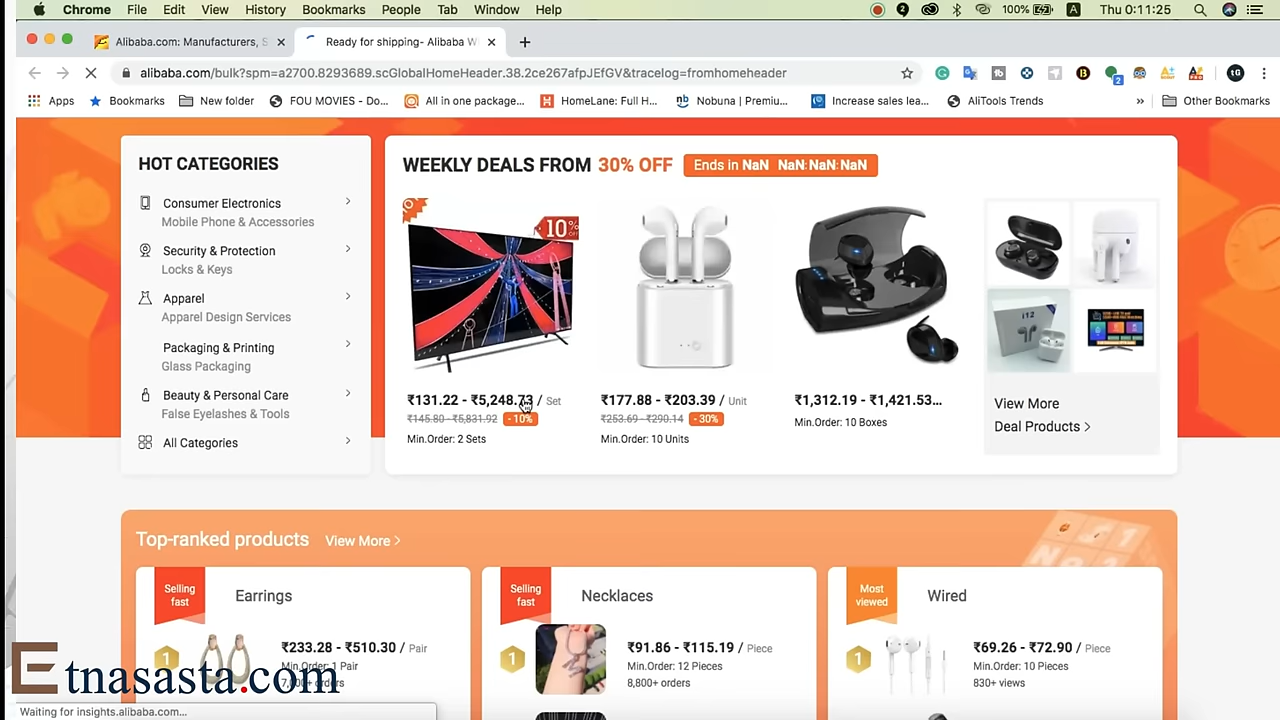 Chrome File Edit View History Bookmarks People Tab Window Help 2 100% A Thu 0:11:25
Alibaba.com: Manufacturers, S Ready for shipping- Alibaba W
alibaba.com/bulk?spm=a2700.8293689.scGlobalHomeHeader.38.2ce267afpJEfGV&tracelog=fromhomeheader
Apps Bookmarks New folder FOU MOVIES - Do... All in one package... HomeLane: Full H... Nobuna | Premiu... Increase sales lea... AliTools Trends » Other Bookmarks
HOT CATEGORIES
Consumer Electronics
Mobile Phone & Accessories
Security & Protection
Locks & Keys
Apparel
Apparel Design Services
Packaging & Printing
Glass Packaging
Beauty & Personal Care
False Eyelashes & Tools
All Categories
WEEKLY DEALS FROM 30% OFF Ends in NaN NaN:NaN:NaN
10%
₹131.22 - ₹5,248.73 / Set
₹145.80 - ₹5,831.92 - 10%
Min.Order: 2 Sets
₹177.88 - ₹203.39 / Unit
₹253.69 - ₹290.14 - 30%
Min.Order: 10 Units
₹1,312.19 - ₹1,421.53...
Min.Order: 10 Boxes
i12
View More
Deal Products >
Top-ranked products View More >
Selling fast
Earrings
1
₹233.28 - ₹510.30 / Pair
Min.Order: 1 Pair
Selling fast
Necklaces
1
₹91.86 - ₹115.19 / Piece
Min.Order: 12 Pieces
8,800+ orders
Most viewed
Wired
1
₹69.26 - ₹72.90 / Piece
Min.Order: 10 Pieces
830+ views
Etnasasta.com
Waiting for insights.alibaba.com...